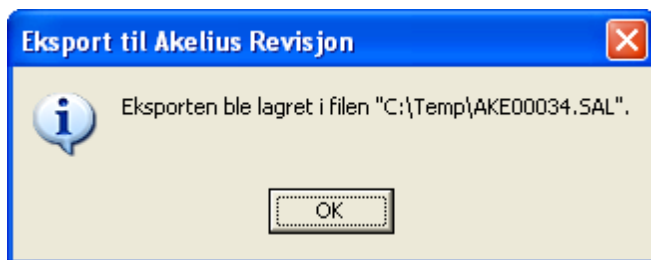 Eksport til Akelius Revisjon
Eksporten ble lagret i filen "C:\Temp\AKE00034.SAL".
OK